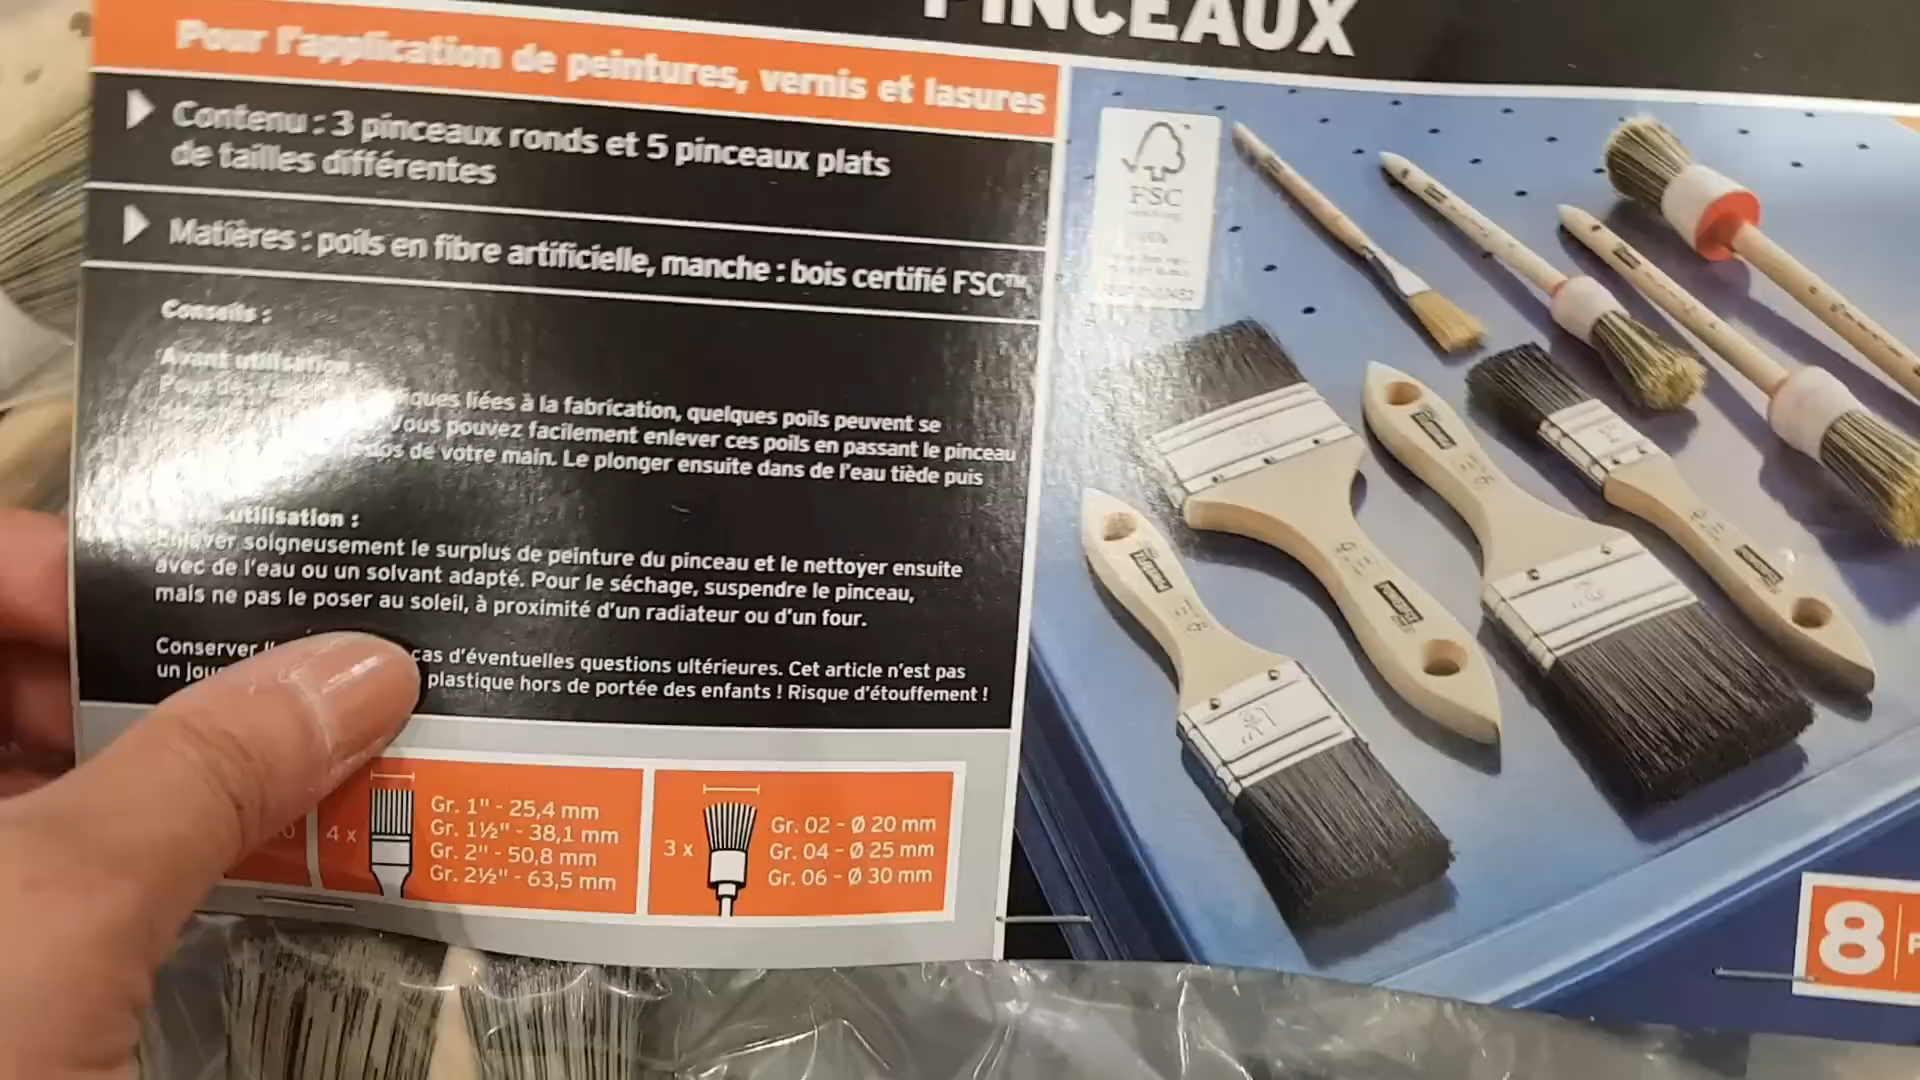 PINCEAUX
Pour l'application de peintures, vernis et lasures
Contenu : 3 pinceaux ronds et 5 pinceaux plats
de tailles différentes
Matières : poils en fibre artificielle, manche : bois certifié FSC™
Conseils :
Avant utilisation :
liées à la fabrication, quelques poils peuvent se
Vous pouvez facilement enlever ces poils en passant le pinceau
de votre main. Le plonger ensuite dans de l'eau tiède puis
utilisation :
Enlever soigneusement le surplus de peinture du pinceau et le nettoyer ensuite
avec de l'eau ou un solvant adapté. Pour le séchage, suspendre le pinceau,
mais ne pas le poser au soleil, à proximité d'un radiateur ou d'un four.
Conserver cas d'éventuelles questions ultérieures. Cet article n'est pas
un plastique hors de portée des enfants ! Risque d'étouffement !
4 x
Gr. 1" - 25,4 mm
Gr. 1½" - 38,1 mm
Gr. 2" - 50,8 mm
Gr. 2½" - 63,5 mm
3 x
Gr. 02 - Ø 20 mm
Gr. 04 - Ø 25 mm
Gr. 06 - Ø 30 mm
FSC
8